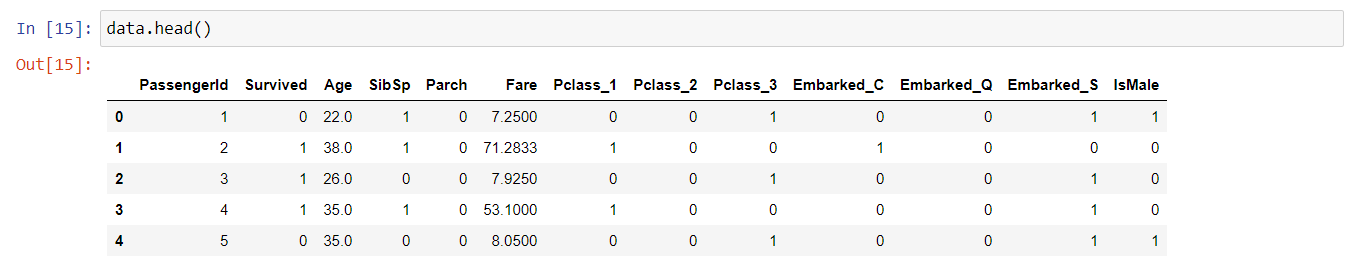 In [15]: data.head()
Out[15]:
PassengerId Survived Age SibSp Parch Fare Pclass_1 Pclass_2 Pclass_3 Embarked_C Embarked_Q Embarked_S IsMale
0 1 0 22.0 1 0 7.2500 0 0 1 0 0 1 1
1 2 1 38.0 1 0 71.2833 1 0 0 1 0 0 0
2 3 1 26.0 0 0 7.9250 0 0 1 0 0 1 0
3 4 1 35.0 1 0 53.1000 1 0 0 0 0 1 0
4 5 0 35.0 0 0 8.0500 0 0 1 0 0 1 1